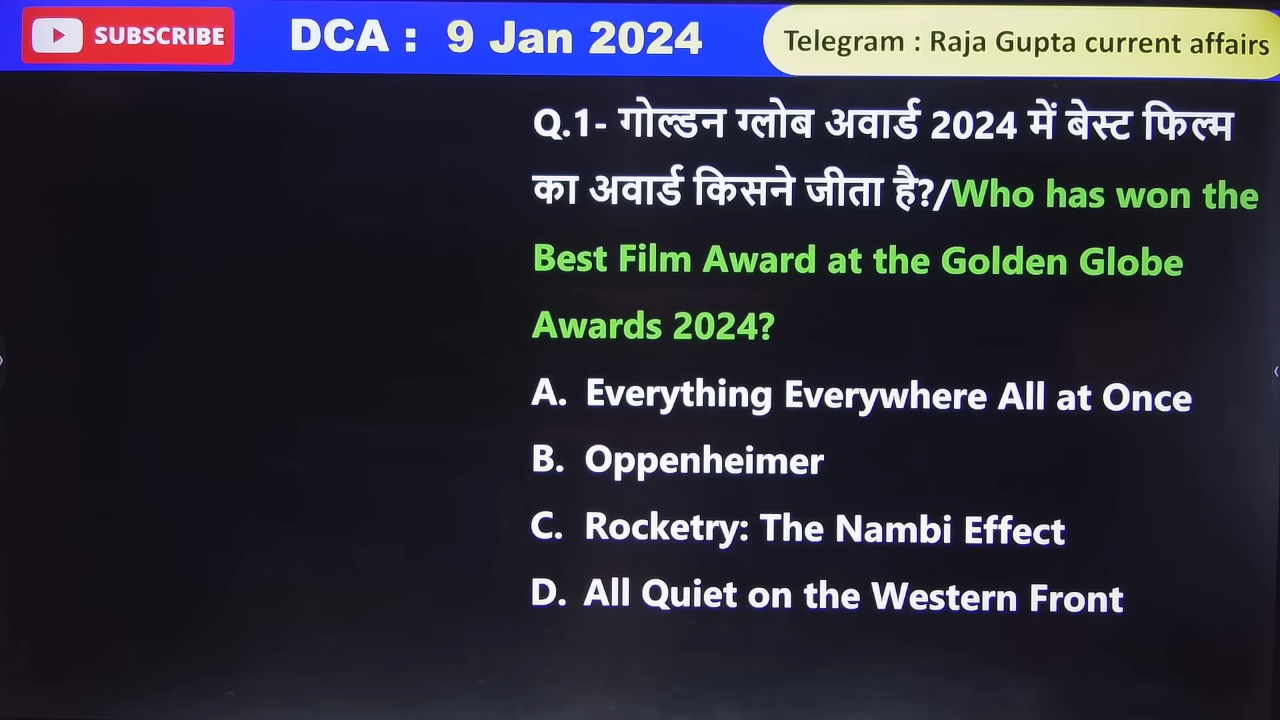 SUBSCRIBE
DCA : 9 Jan 2024
Telegram : Raja Gupta current affairs
Q.1- गोल्डन ग्लोब अवार्ड 2024 में बेस्ट फिल्म
का अवार्ड किसने जीता है?/Who has won the
Best Film Award at the Golden Globe
Awards 2024?
A. Everything Everywhere All at Once
B. Oppenheimer
C. Rocketry: The Nambi Effect
D. All Quiet on the Western Front